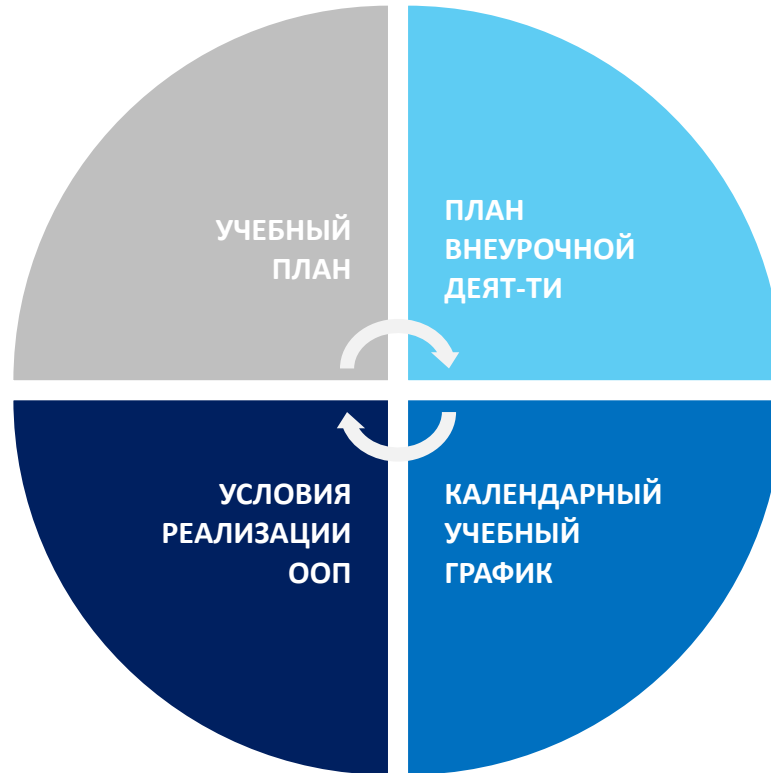 УЧЕБНЫЙ
ПЛАН
ПЛАН
ВНЕУРОЧНОЙ
ДЕЯТ-ТИ
УСЛОВИЯ
РЕАЛИЗАЦИИ
ООП
КАЛЕНДАРНЫЙ
УЧЕБНЫЙ
ГРАФИК